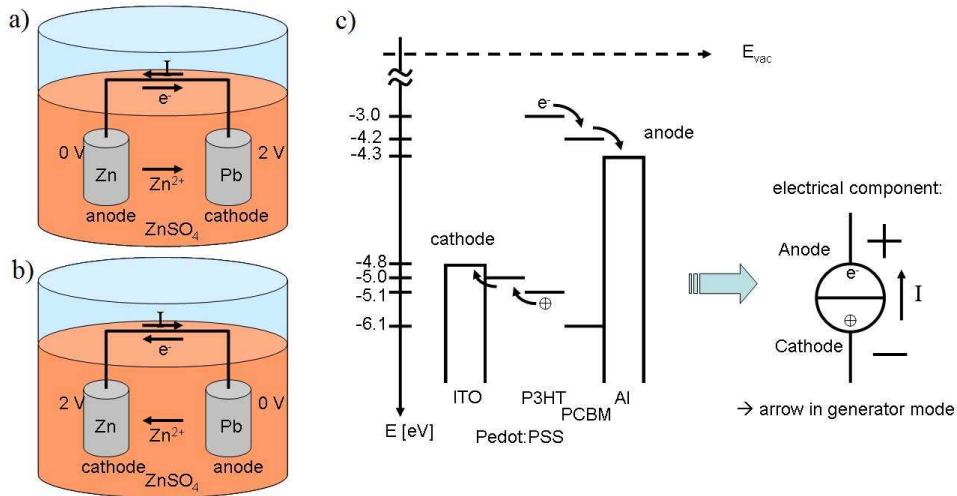 a)
I
e-
0 V
2 V
Zn
Pb
Zn2+
anode
cathode
ZnSO4
b)
I
e-
2 V
0 V
Zn
Pb
Zn2+
cathode
anode
ZnSO4
c)
Evac
-3.0
-4.2
-4.3
-4.8
-5.0
-5.1
-6.1
e-
anode
cathode
⊕
ITO
P3HT
PCBM
Al
Pedot:PSS
E [eV]
electrical component:
Anode
+
e-
I
⊕
Cathode
—
→ arrow in generator mode